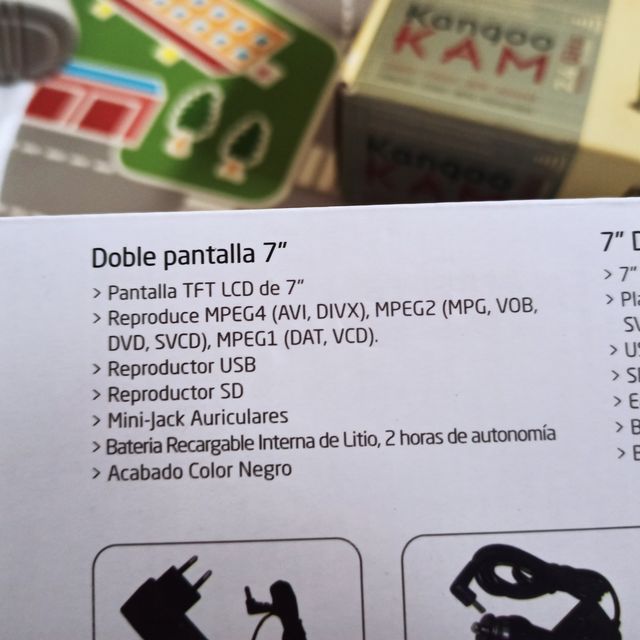 Kangoo
KAM
Kangoo
Doble pantalla 7"
> Pantalla TFT LCD de 7"
> Reproduce MPEG4 (AVI, DIVX), MPEG2 (MPG, VOB,
DVD, SVCD), MPEG1 (DAT, VCD).
> Reproductor USB
> Reproductor SD
> Mini-Jack Auriculares
> Bateria Recargable Interna de Litio, 2 horas de autonomía
> Acabado Color Negro
7"
> 7"